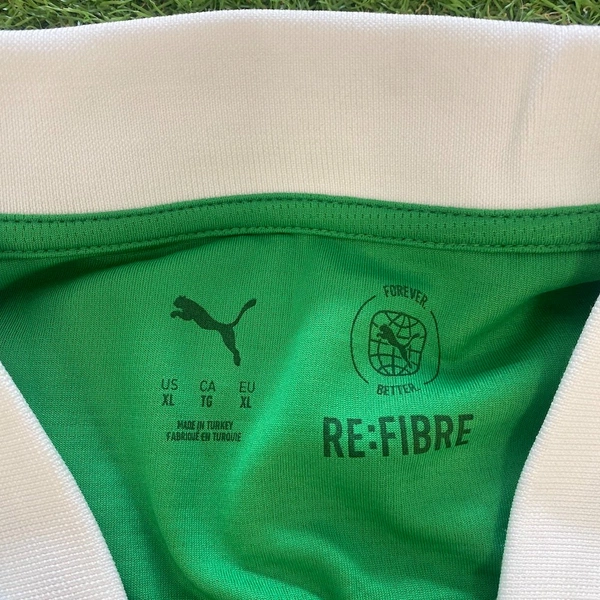 FOREVER.
BETTER.
US CA EU
XL TG XL
MADE IN TURKEY
FABRIQUÉ EN TURQUIE
RE:FIBRE